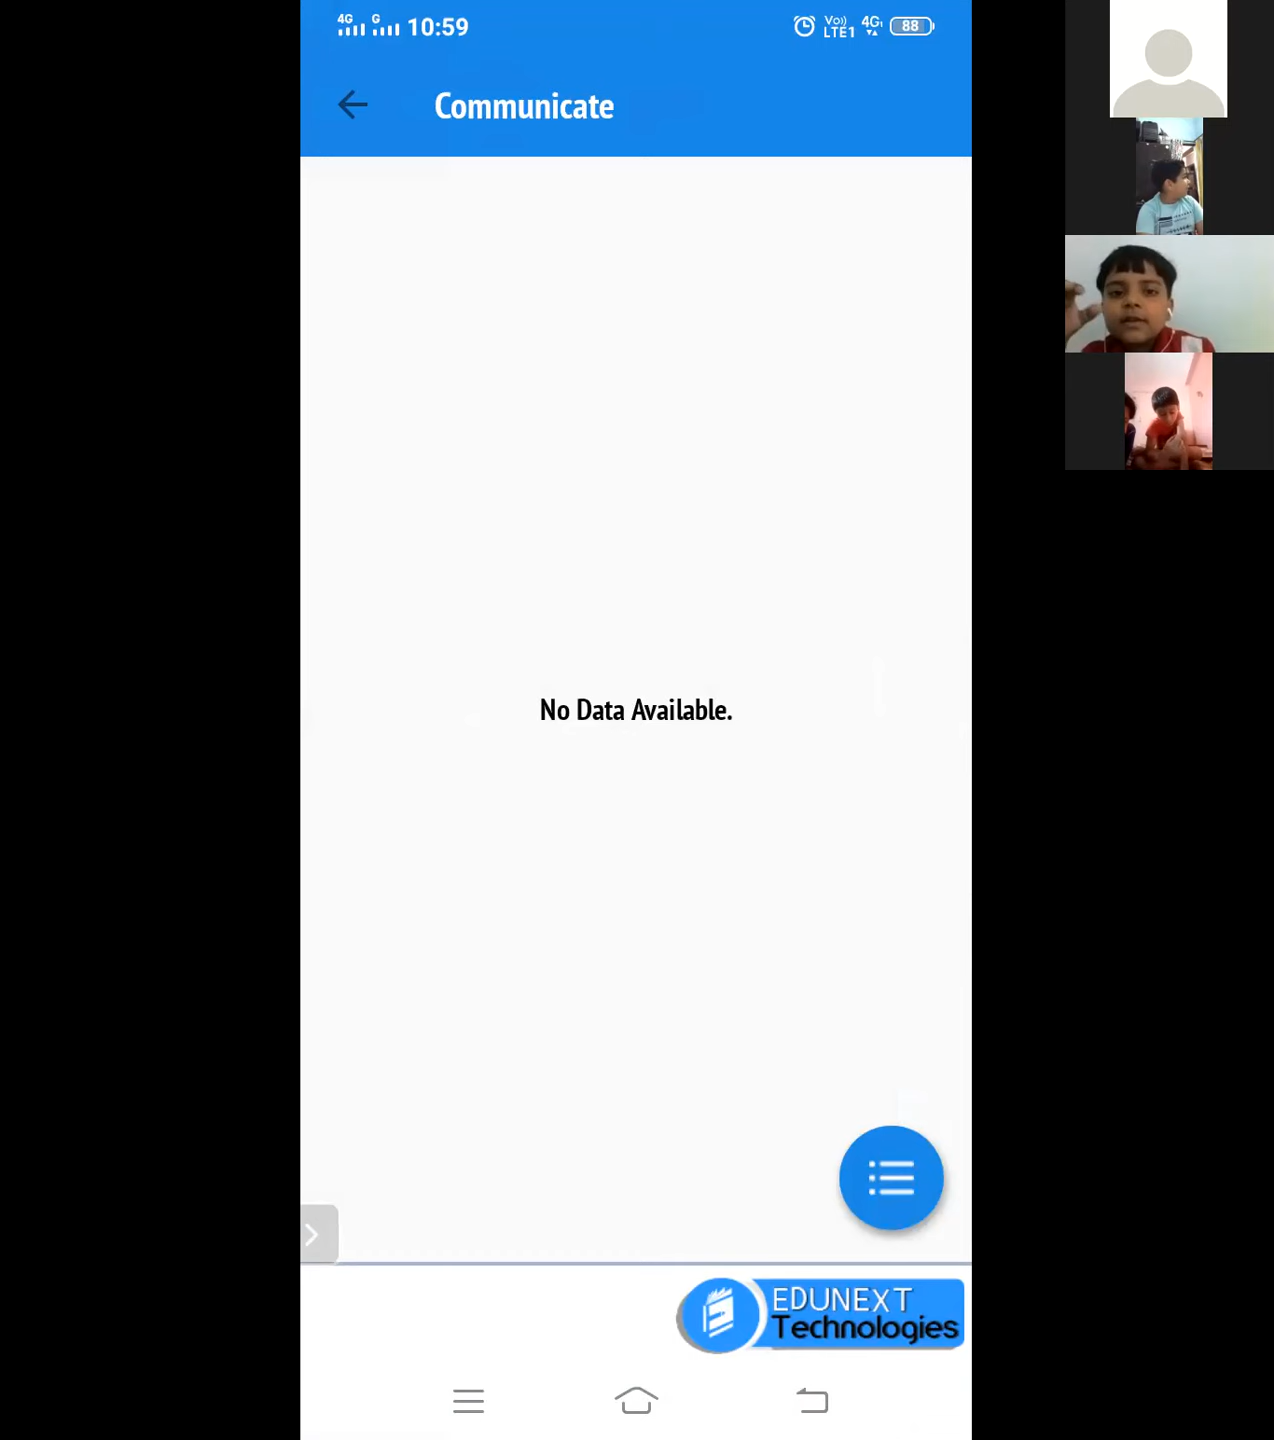 4G G 10:59 Vo)) LTE1 4G 88
Communicate
No Data Available.
EDUNEXT
Technologies